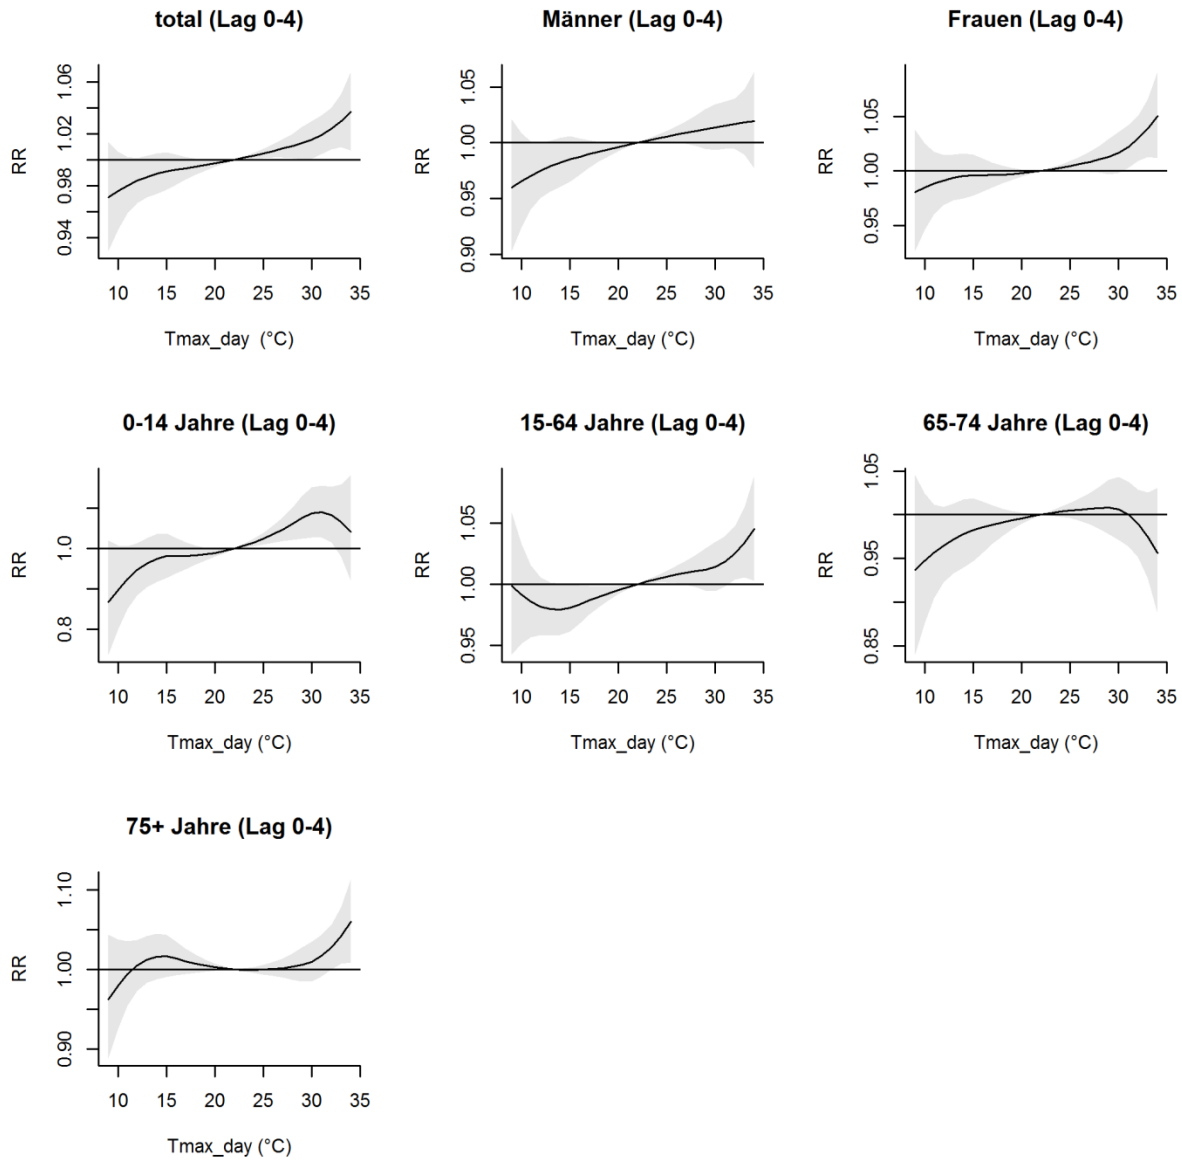 total (Lag 0-4)
RR
1.06
1.02
0.98
0.94
10 15 20 25 30 35
Tmax_day (°C)
Männer (Lag 0-4)
RR
1.05
1.00
0.95
0.90
10 15 20 25 30 35
Tmax_day (°C)
Frauen (Lag 0-4)
RR
1.05
1.00
0.95
10 15 20 25 30 35
Tmax_day (°C)
0-14 Jahre (Lag 0-4)
RR
1.0
0.8
10 15 20 25 30 35
Tmax_day (°C)
15-64 Jahre (Lag 0-4)
RR
1.05
1.00
0.95
10 15 20 25 30 35
Tmax_day (°C)
65-74 Jahre (Lag 0-4)
RR
1.05
0.95
0.85
10 15 20 25 30 35
Tmax_day (°C)
75+ Jahre (Lag 0-4)
RR
1.10
1.00
0.90
10 15 20 25 30 35
Tmax_day (°C)